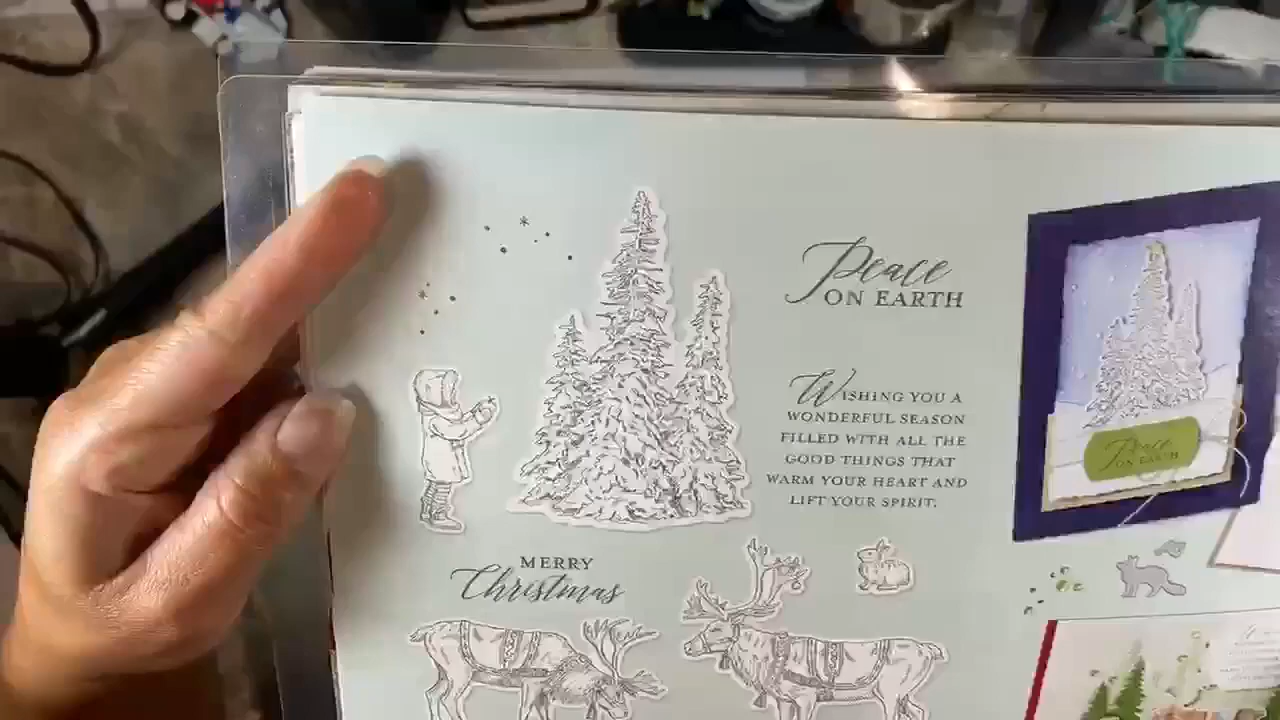 Peace
ON EARTH
WISHING YOU A
WONDERFUL SEASON
FILLED WITH ALL THE
GOOD THINGS THAT
WARM YOUR HEART AND
LIFT YOUR SPIRIT.
MERRY
Christmas
Peace
ON EARTH